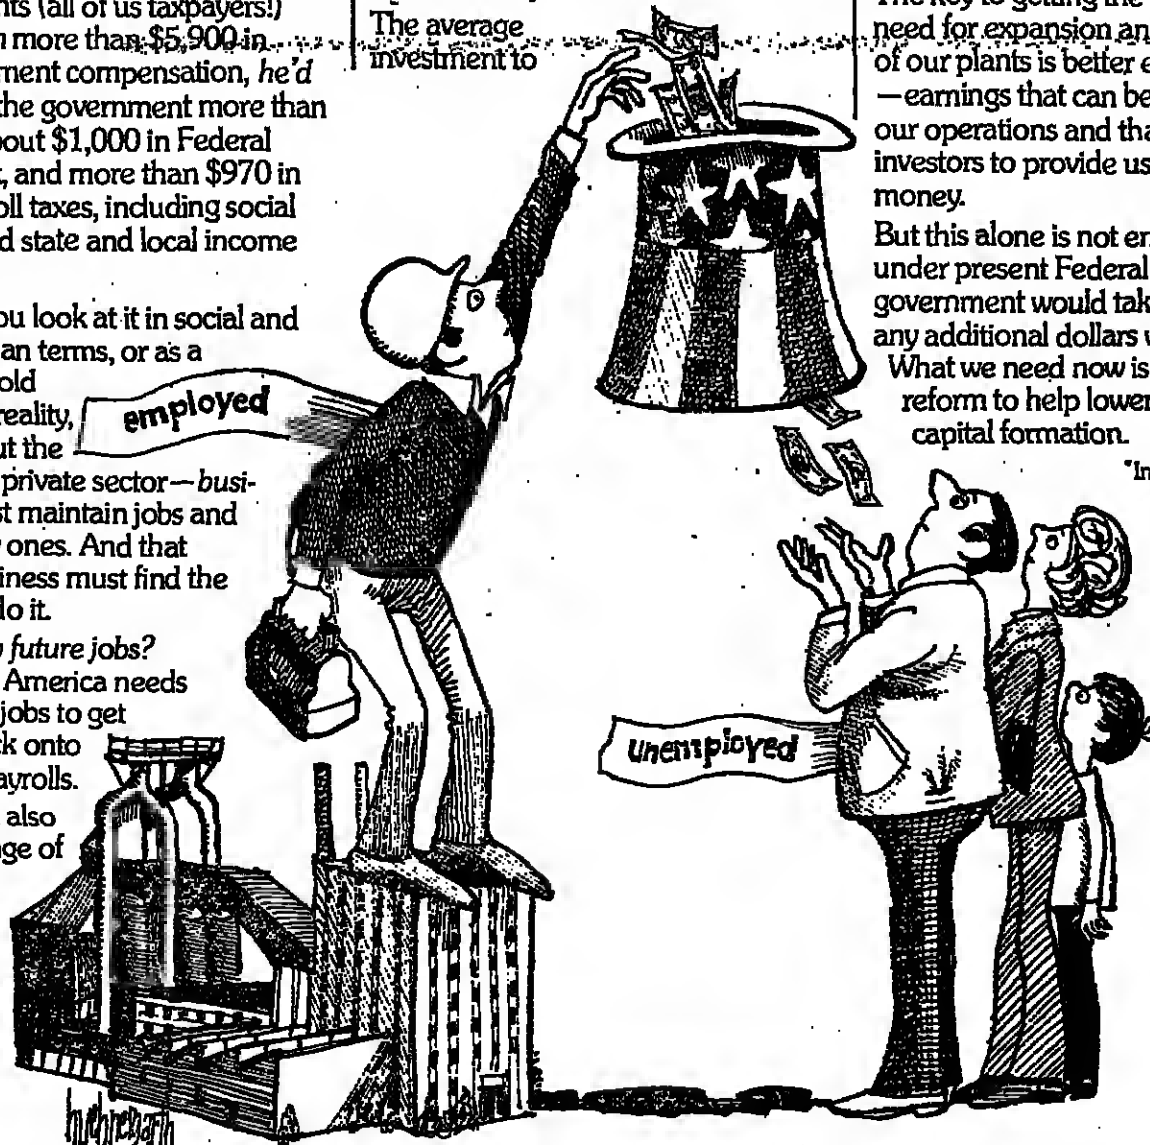 nts (all of us taxpayers!)
n more than $5,900 in
ment compensation, he'd
the government more than
bout $1,000 in Federal
, and more than $970 in
oll taxes, including social
d state and local income
ou look at it in social and
an terms, or as a
old
reality,
ut the
private sector—busi-
st maintain jobs and
ones. And that
iness must find the
do it.
future jobs?
America needs
jobs to get
ck onto
ayrolls.
also
ge of
The average
investment to
need for expansion an
of our plants is better e
—earnings that can be
our operations and tha
investors to provide us
money.
But this alone is not en
under present Federal
government would tak
any additional dollars w
What we need now is
reform to help lower
capital formation.
"In
employed
unemployed